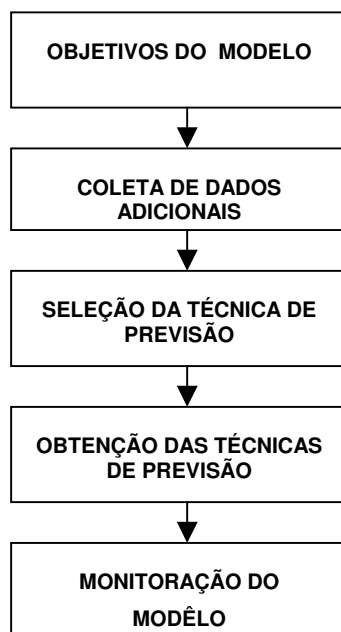 OBJETIVOS DO MODELO
COLETA DE DADOS
ADICIONAIS
SELEÇÃO DA TÉCNICA DE
PREVISÃO
OBTENÇÃO DAS TÉCNICAS
DE PREVISÃO
MONITORAÇÃO DO
MODÊLO